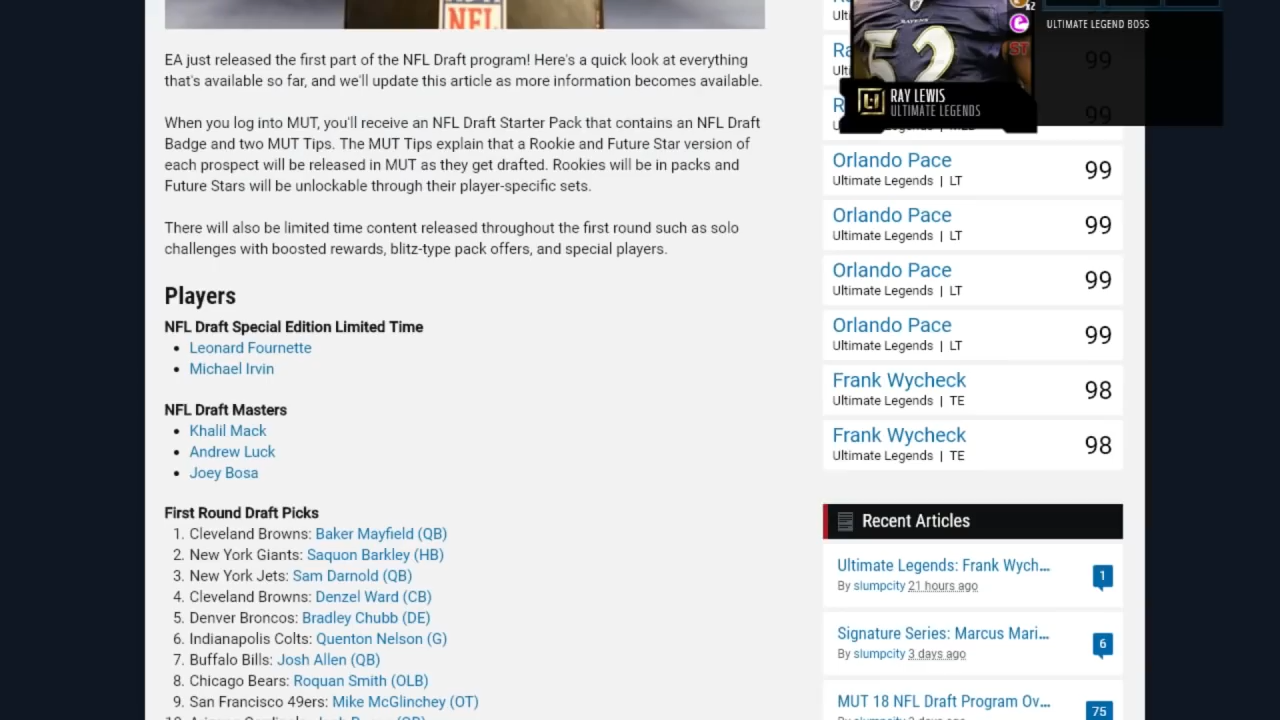 NFL
EA just released the first part of the NFL Draft program! Here's a quick look at everything
that's available so far, and we'll update this article as more information becomes available.
When you log into MUT, you'll receive an NFL Draft Starter Pack that contains an NFL Draft
Badge and two MUT Tips. The MUT Tips explain that a Rookie and Future Star version of
each prospect will be released in MUT as they get drafted. Rookies will be in packs and
Future Stars will be unlockable through their player-specific sets.
There will also be limited time content released throughout the first round such as solo
challenges with boosted rewards, blitz-type pack offers, and special players.
Players
NFL Draft Special Edition Limited Time
Leonard Fournette
Michael Irvin
NFL Draft Masters
Khalil Mack
Andrew Luck
Joey Bosa
First Round Draft Picks
1. Cleveland Browns: Baker Mayfield (QB)
2. New York Giants: Saquon Barkley (HB)
3. New York Jets: Sam Darnold (QB)
4. Cleveland Browns: Denzel Ward (CB)
5. Denver Broncos: Bradley Chubb (DE)
6. Indianapolis Colts: Quenton Nelson (G)
7. Buffalo Bills: Josh Allen (QB)
8. Chicago Bears: Roquan Smith (OLB)
9. San Francisco 49ers: Mike McGlinchey (OT)
x2
ULTIMATE LEGEND BOSS
RAVENS
52
ST
RAY LEWIS
ULTIMATE LEGENDS
99
99
Orlando Pace
Ultimate Legends | LT
99
Orlando Pace
Ultimate Legends | LT
99
Orlando Pace
Ultimate Legends | LT
99
Orlando Pace
Ultimate Legends | LT
99
Frank Wycheck
Ultimate Legends | TE
98
Frank Wycheck
Ultimate Legends | TE
98
Recent Articles
Ultimate Legends: Frank Wych...
By slumpcity 21 hours ago
1
Signature Series: Marcus Mari...
By slumpcity 3 days ago
6
MUT 18 NFL Draft Program Ov...
75